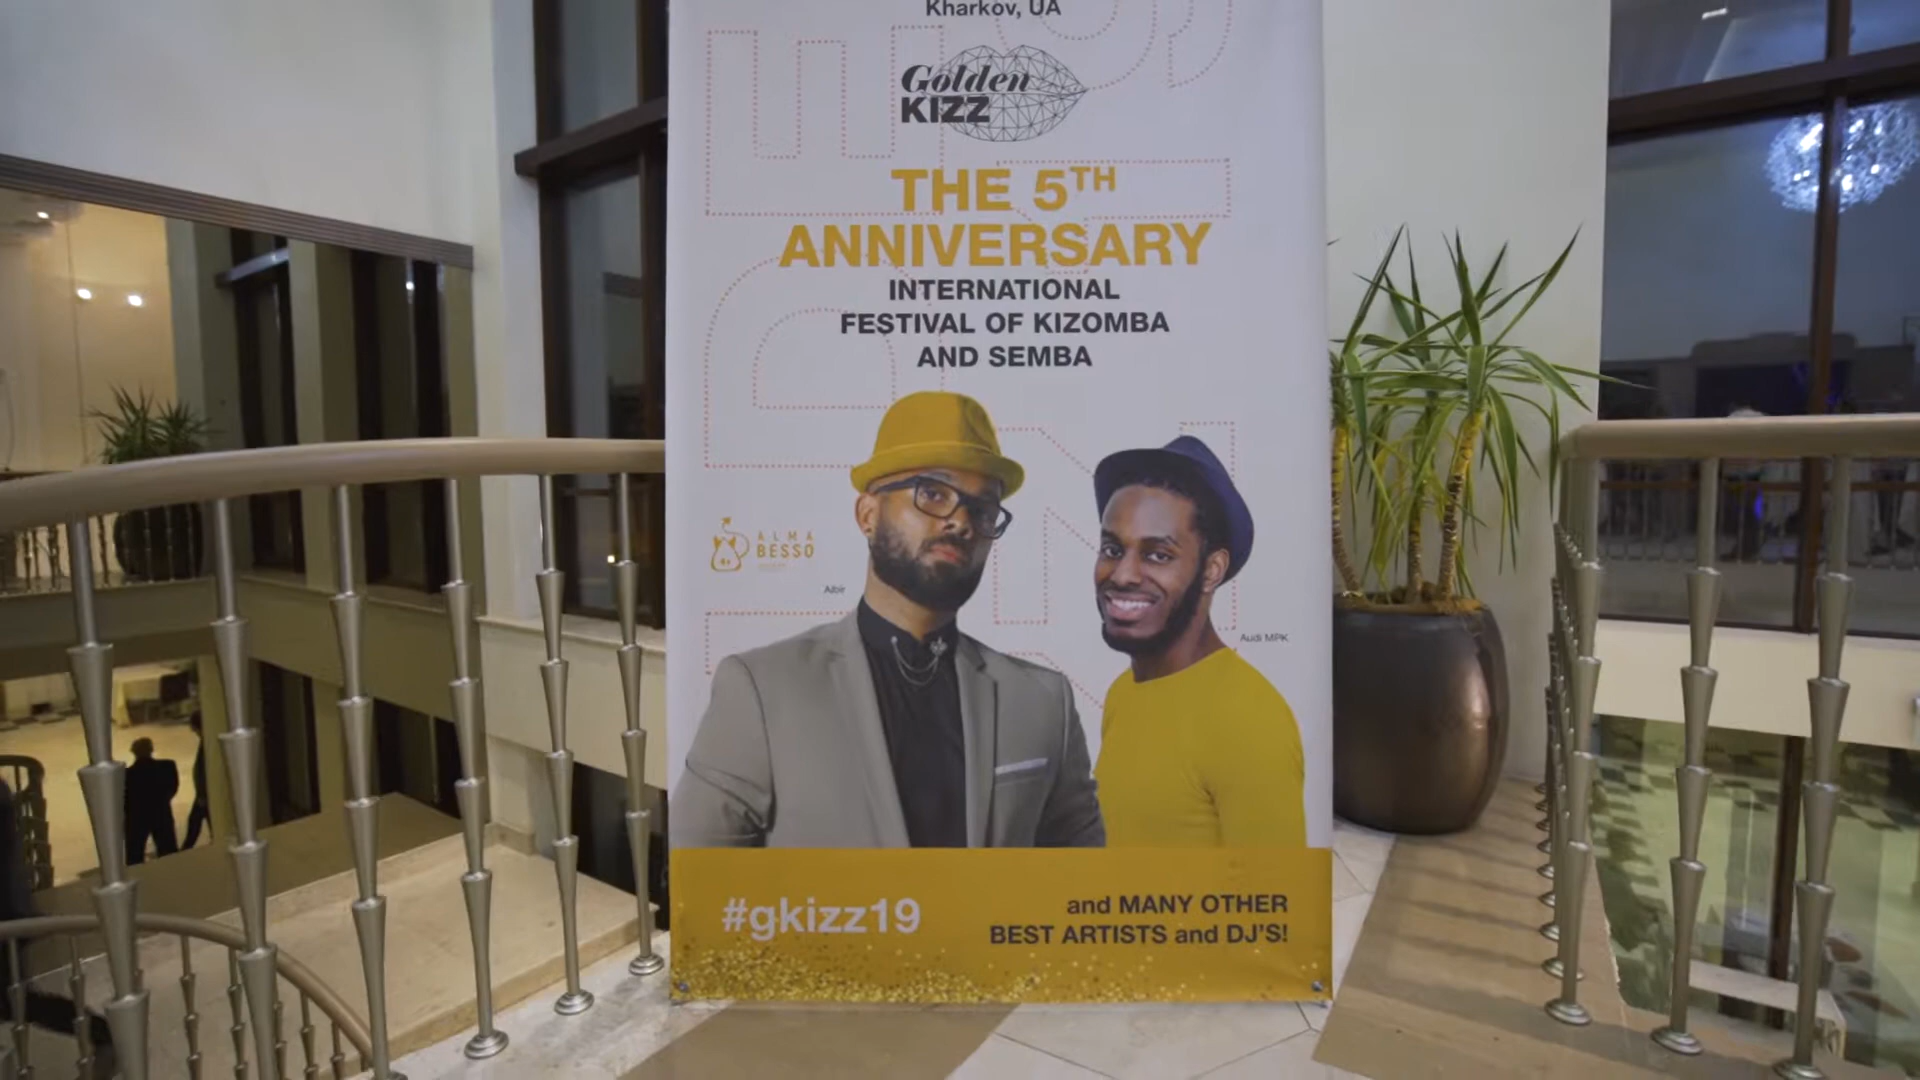 Kharkov, UA
Golden
KIZZ
THE 5TH
ANNIVERSARY
INTERNATIONAL
FESTIVAL OF KIZOMBA
AND SEMBA
ALMA
BESSO
Albir
Audi MPK
#gkizz19
and MANY OTHER
BEST ARTISTS and DJ'S!